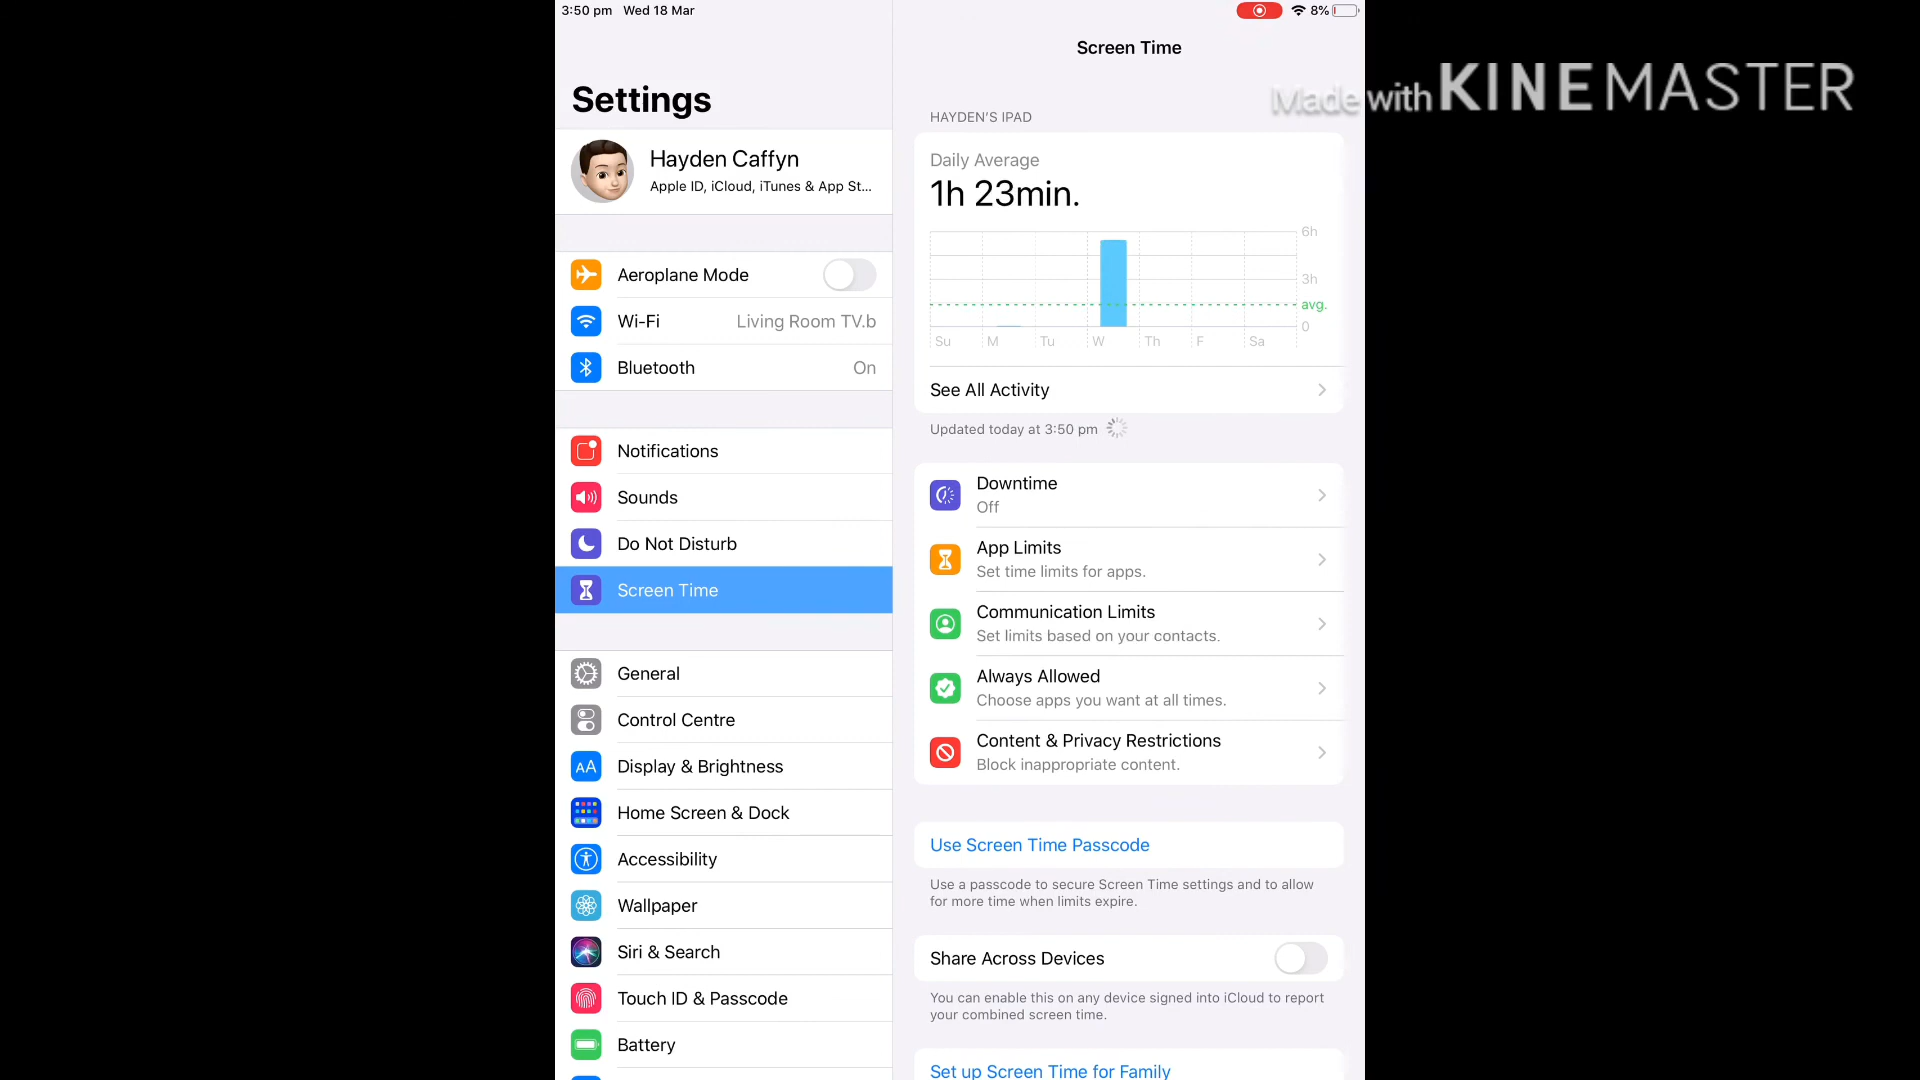 3:50 pm Wed 18 Mar
8%
Screen Time
Made with KINEMASTER
Settings
Hayden Caffyn
Apple ID, iCloud, iTunes & App St...
Aeroplane Mode
Wi-Fi Living Room TV.b
Bluetooth On
Notifications
Sounds
Do Not Disturb
Screen Time
General
Control Centre
AA Display & Brightness
Home Screen & Dock
Accessibility
Wallpaper
Siri & Search
Touch ID & Passcode
Battery
HAYDEN'S IPAD
Daily Average
1h 23min.
6h
3h
avg.
0
Su M Tu W Th F Sa
See All Activity
Updated today at 3:50 pm
Downtime
Off
App Limits
Set time limits for apps.
Communication Limits
Set limits based on your contacts.
Always Allowed
Choose apps you want at all times.
Content & Privacy Restrictions
Block inappropriate content.
Use Screen Time Passcode
Use a passcode to secure Screen Time settings and to allow
for more time when limits expire.
Share Across Devices
You can enable this on any device signed into iCloud to report
your combined screen time.
Set up Screen Time for Family